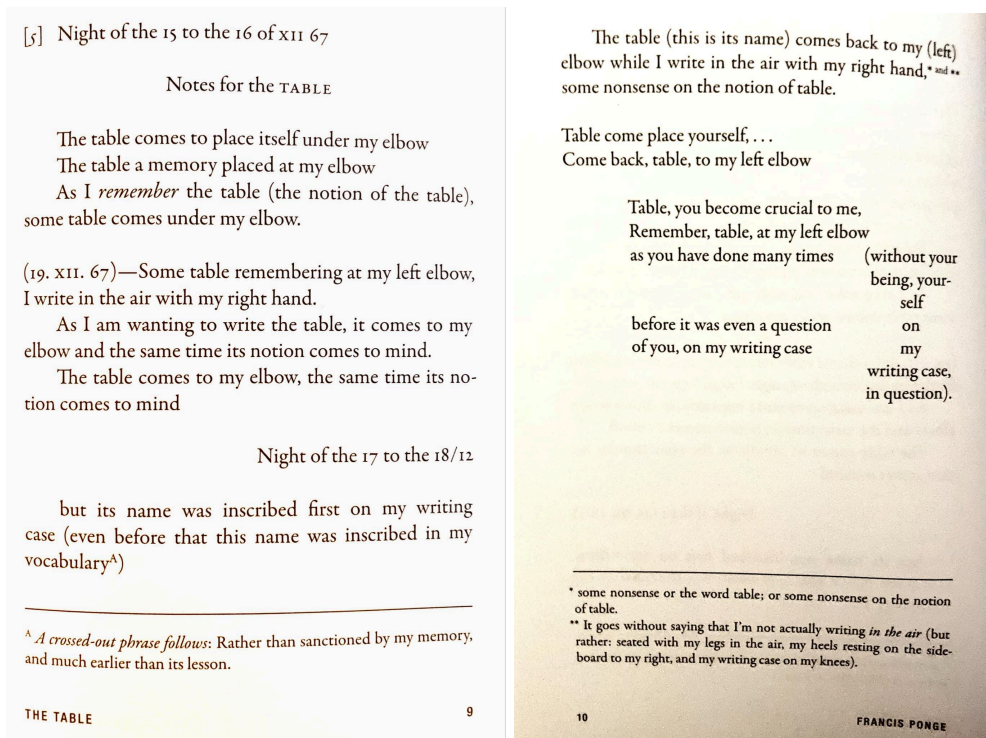 [5] Night of the 15 to the 16 of XII 67
Notes for the TABLE
The table comes to place itself under my elbow
The table a memory placed at my elbow
As I remember the table (the notion of the table),
some table comes under my elbow.
(19. XII. 67)—Some table remembering at my left elbow,
I write in the air with my right hand.
As I am wanting to write the table, it comes to my
elbow and the same time its notion comes to mind.
The table comes to my elbow, the same time its no-
tion comes to mind
Night of the 17 to the 18/12
but its name was inscribed first on my writing
case (even before that this name was inscribed in my
vocabularyᴬ)
ᴬ A crossed-out phrase follows: Rather than sanctioned by my memory,
and much earlier than its lesson.
THE TABLE 9
The table (this is its name) comes back to my (left)
elbow while I write in the air with my right hand,* and **
some nonsense on the notion of table.
Table come place yourself, . . .
Come back, table, to my left elbow
Table, you become crucial to me,
Remember, table, at my left elbow
as you have done many times (without your
being, your-
self
before it was even a question on
of you, on my writing case my
writing case,
in question).
* some nonsense or the word table; or some nonsense on the notion
of table.
** It goes without saying that I'm not actually writing in the air (but
rather: seated with my legs in the air, my heels resting on the side-
board to my right, and my writing case on my knees).
10 FRANCIS PONGE